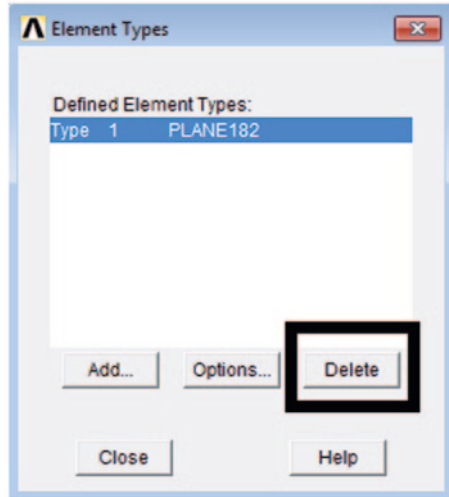 Element Types
Defined Element Types:
Type 1 PLANE182
Add... Options... Delete
Close Help